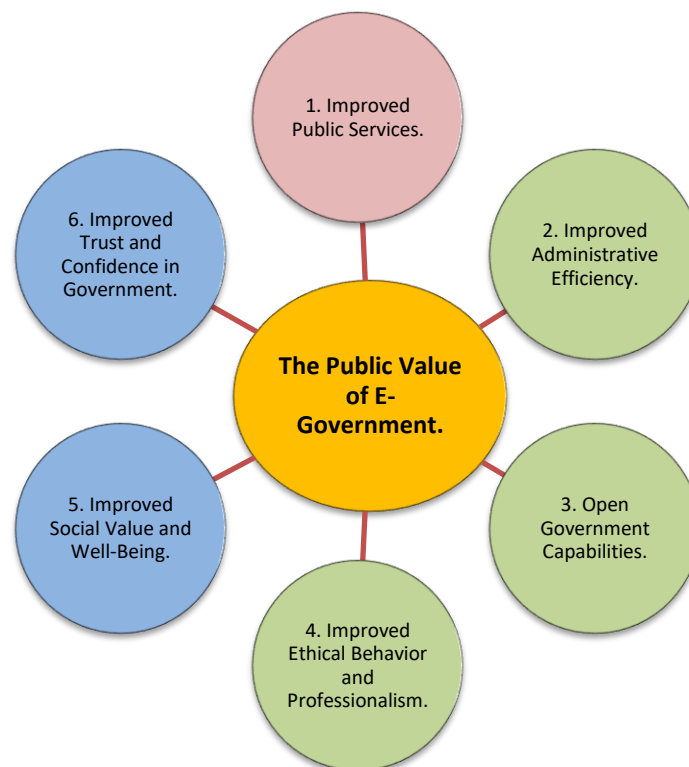 1. Improved
Public Services.
2. Improved
Administrative
Efficiency.
3. Open
Government
Capabilities.
4. Improved
Ethical Behavior
and
Professionalism.
5. Improved
Social Value and
Well-Being.
6. Improved
Trust and
Confidence in
Government.
The Public Value
of E-
Government.